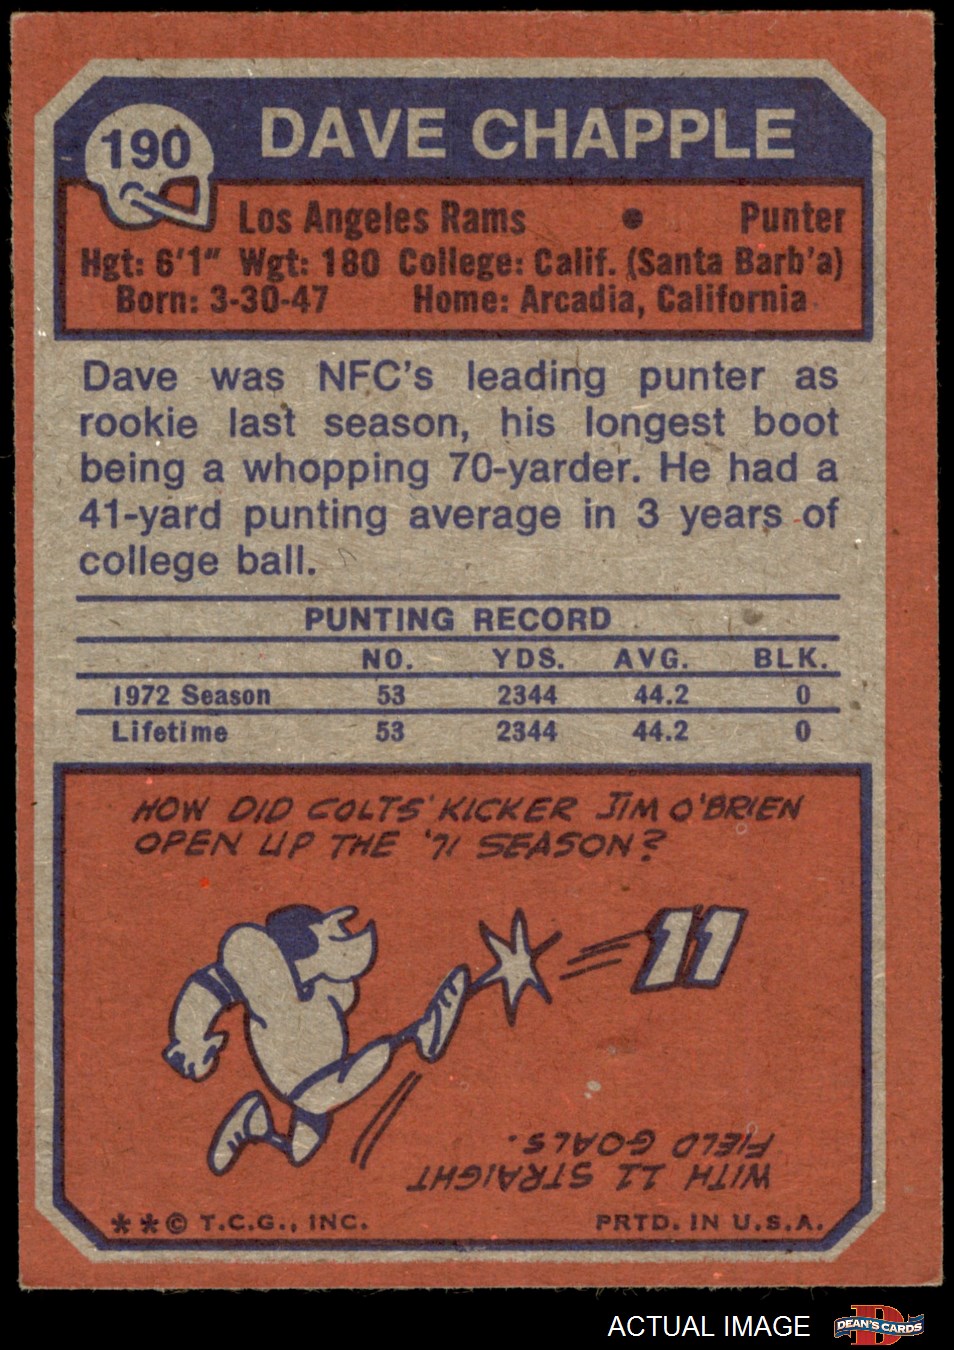 190
DAVE CHAPPLE
Los Angeles Rams • Punter
Hgt: 6'1" Wgt: 180 College: Calif. (Santa Barb'a)
Born: 3-30-47 Home: Arcadia, California
Dave was NFC's leading punter as
rookie last season, his longest boot
being a whopping 70-yarder. He had a
41-yard punting average in 3 years of
college ball.
PUNTING RECORD
NO. YDS. AVG. BLK.
1972 Season 53 2344 44.2 0
Lifetime 53 2344 44.2 0
HOW DID COLTS' KICKER JIM O'BRIEN
OPEN UP THE '71 SEASON?
11
WITH 11 STRAIGHT
FIELD GOALS.
**© T.C.G., INC. PRTD. IN U.S.A.
ACTUAL IMAGE
D
DEAN'S CARDS